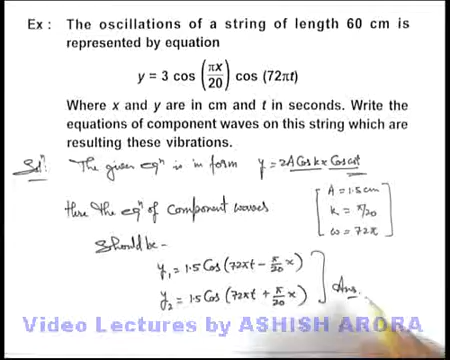 Ex : The oscillations of a string of length 60 cm is
represented by equation
y = 3 cos (πx/20) cos (72πt)
Where x and y are in cm and t in seconds. Write the
equations of component waves on this string which are
resulting these vibrations.
Solⁿ: The given eqⁿ is in form y = 2A Cos kx Cos ωt
Here the eqⁿ of Component waves
[A = 1.5 cm
k = π/20
ω = 72π]
Should be –
y₁ = 1.5 Cos (72πt − π/20 x)
y₂ = 1.5 Cos (72πt + π/20 x) ] Ans.
Video Lectures by ASHISH ARORA